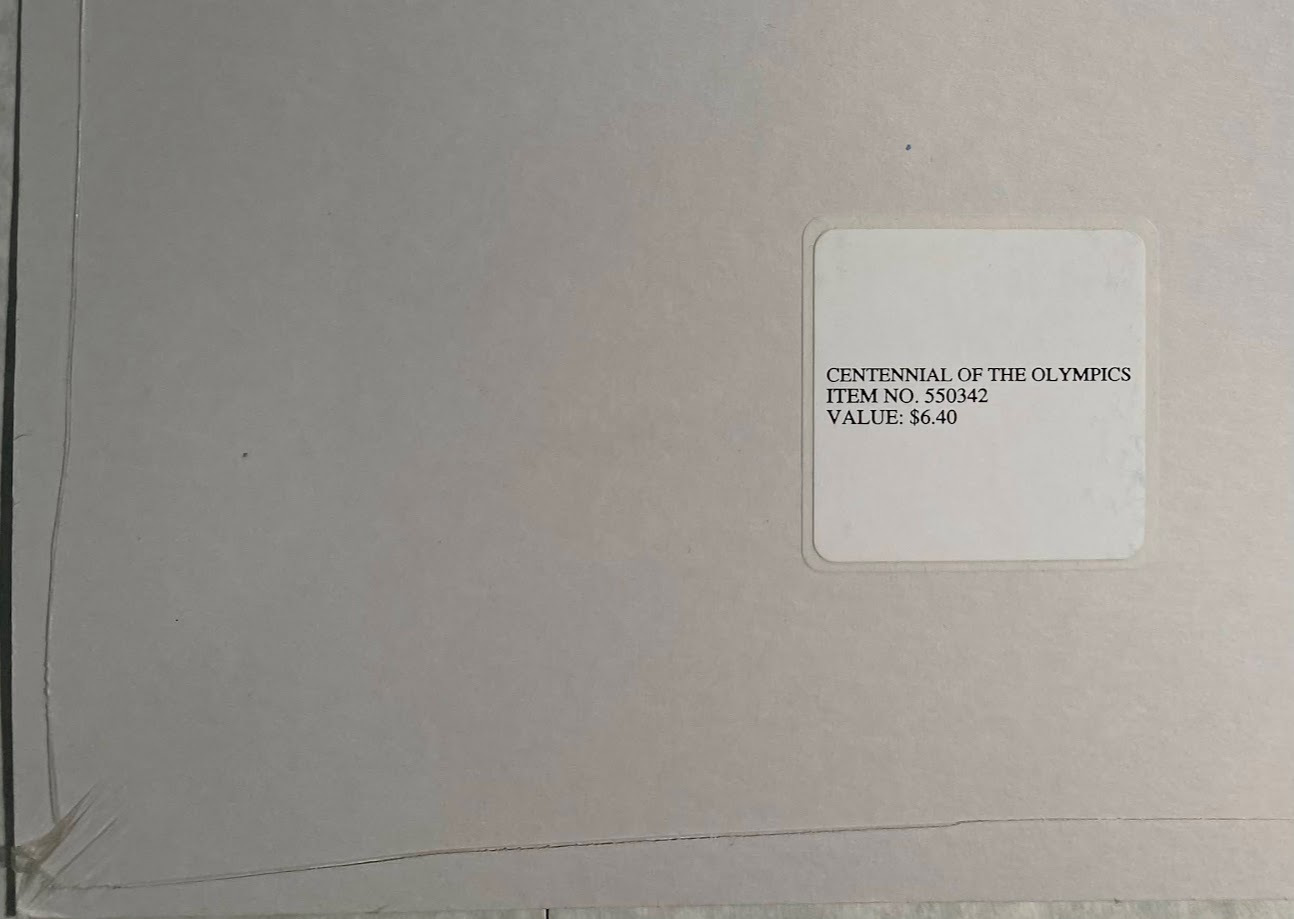 CENTENNIAL OF THE OLYMPICS
ITEM NO. 550342
VALUE: $6.40